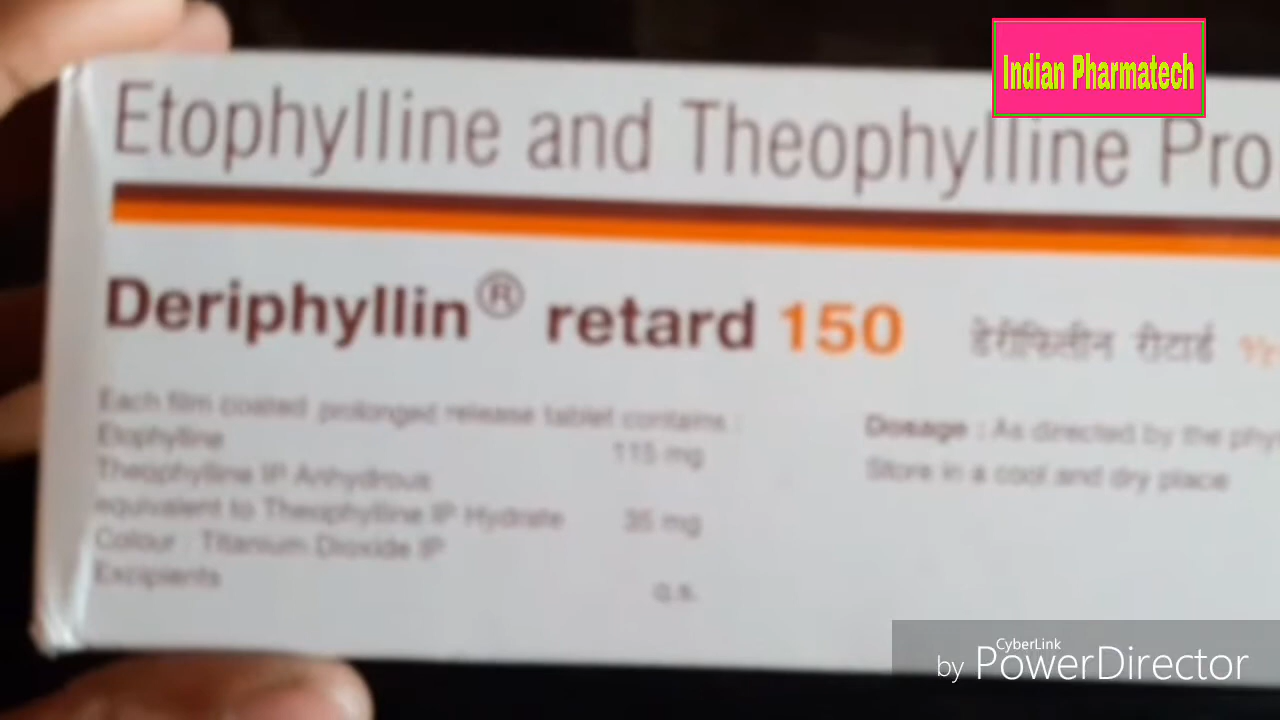 Indian Pharmatech
Etophylline and Theophylline Pro
Deriphyllin® retard 150
डेरीफिलीन रीटार्ड
Each film coated prolonged release tablet contains :
Etophylline 115 mg
Theophylline IP Anhydrous
equivalent to Theophylline IP Hydrate 35 mg
Colour : Titanium Dioxide IP
Excipients q.s.
Dosage : As directed by the phy
Store in a cool and dry place
CyberLink
by PowerDirector